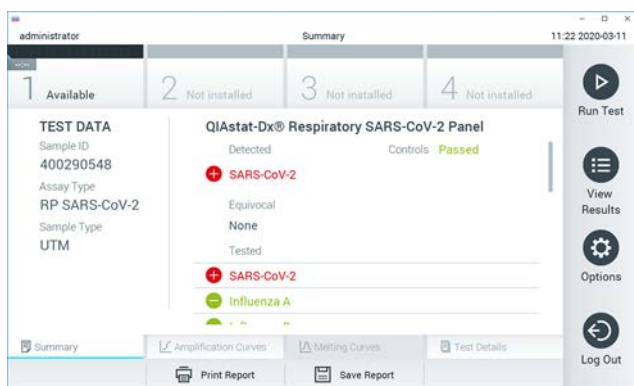 administrator Summary 11:22 2020-03-11
1 Available 2 Not installed 3 Not installed 4 Not installed
Run Test
View Results
Options
Log Out
TEST DATA
Sample ID
400290548
Assay Type
RP SARS-CoV-2
Sample Type
UTM
QIAstat-Dx® Respiratory SARS-CoV-2 Panel
Detected Controls Passed
SARS-CoV-2
Equivocal
None
Tested
SARS-CoV-2
Influenza A
Summary Amplification Curves Melting Curves Test Details
Print Report Save Report